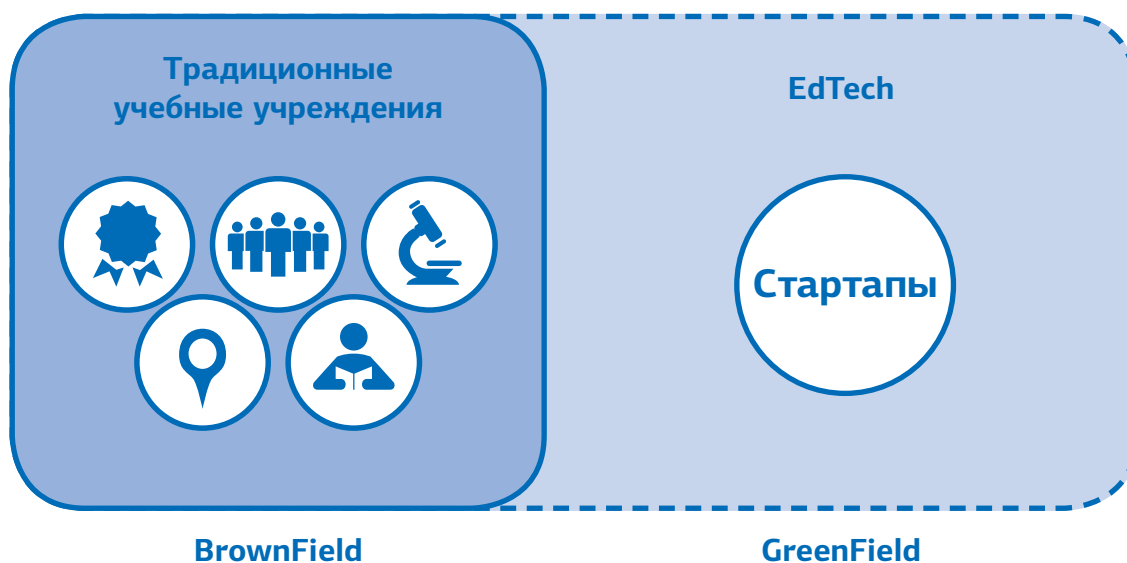 Традиционные
учебные учреждения
EdTech
Стартапы
BrownField
GreenField